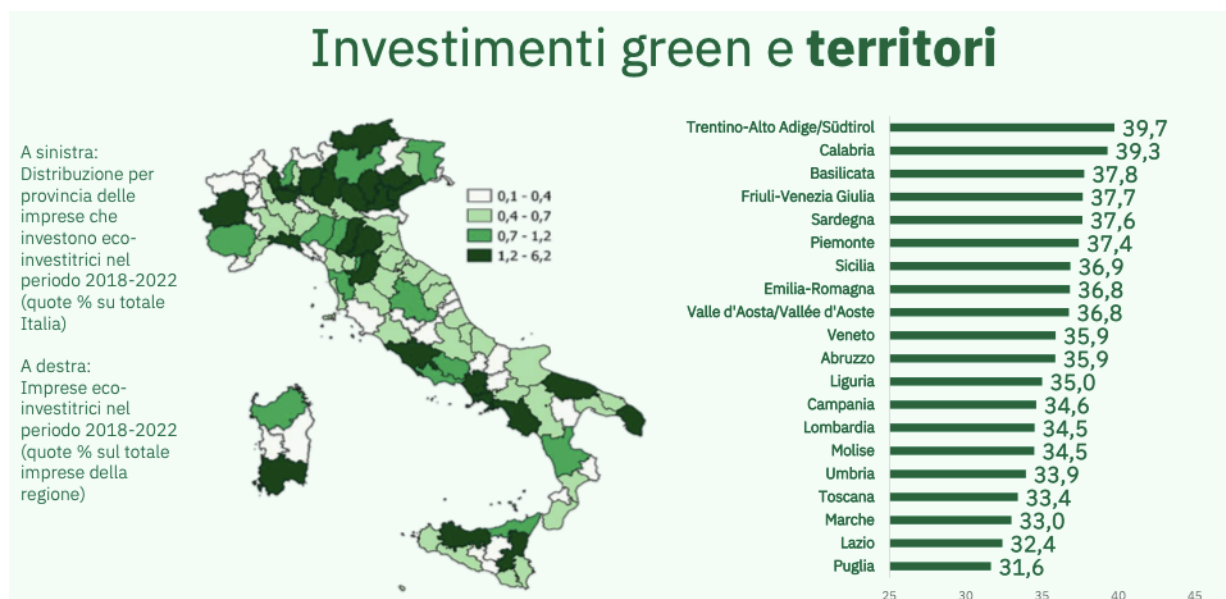 Investimenti green e territori
A sinistra:
Distribuzione per
provincia delle
imprese che
investono eco-
investitrici nel
periodo 2018-2022
(quote % su totale
Italia)
A destra:
Imprese eco-
investitrici nel
periodo 2018-2022
(quote % sul totale
imprese della
regione)
0,1 - 0,4
0,4 - 0,7
0,7 - 1,2
1,2 - 6,2
Trentino-Alto Adige/Südtirol 39,7
Calabria 39,3
Basilicata 37,8
Friuli-Venezia Giulia 37,7
Sardegna 37,6
Piemonte 37,4
Sicilia 36,9
Emilia-Romagna 36,8
Valle d'Aosta/Vallée d'Aoste 36,8
Veneto 35,9
Abruzzo 35,9
Liguria 35,0
Campania 34,6
Lombardia 34,5
Molise 34,5
Umbria 33,9
Toscana 33,4
Marche 33,0
Lazio 32,4
Puglia 31,6
25 30 35 40 45